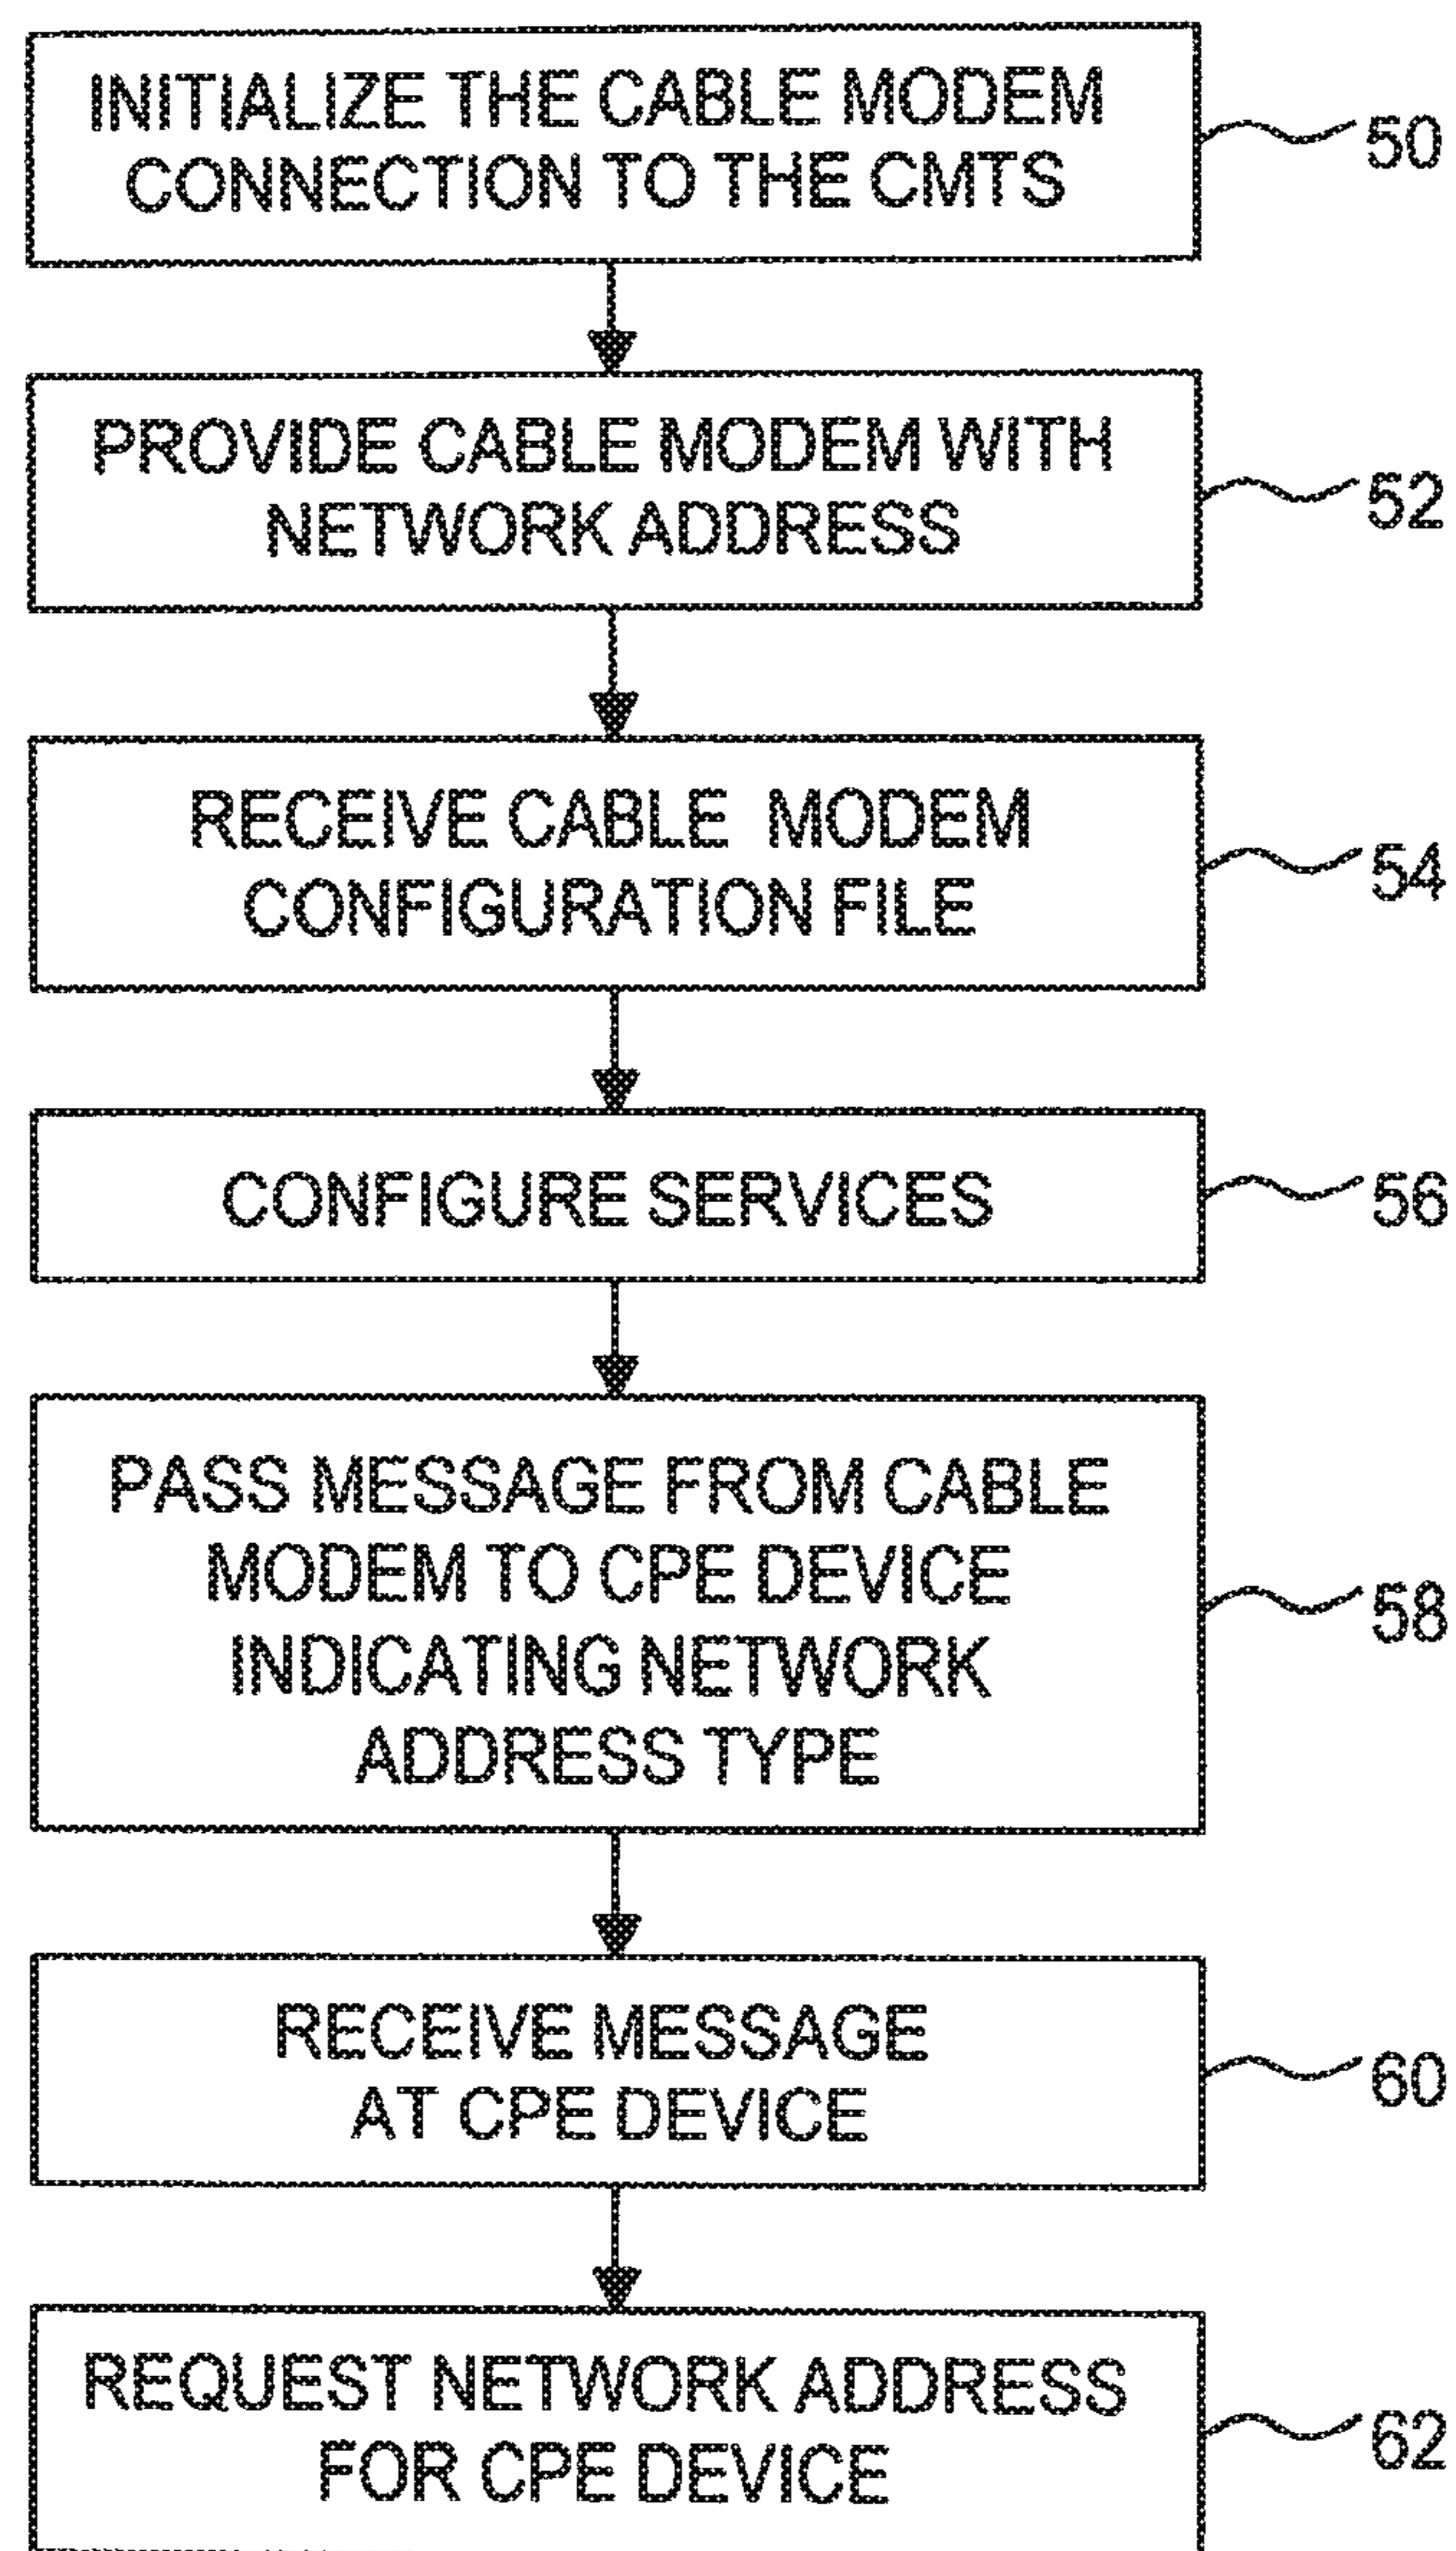 INITIALIZE THE CABLE MODEM
CONNECTION TO THE CMTS
50
PROVIDE CABLE MODEM WITH
NETWORK ADDRESS
52
RECEIVE CABLE MODEM
CONFIGURATION FILE
54
CONFIGURE SERVICES
56
PASS MESSAGE FROM CABLE
MODEM TO CPE DEVICE
INDICATING NETWORK
ADDRESS TYPE
58
RECEIVE MESSAGE
AT CPE DEVICE
60
REQUEST NETWORK ADDRESS
FOR CPE DEVICE
62